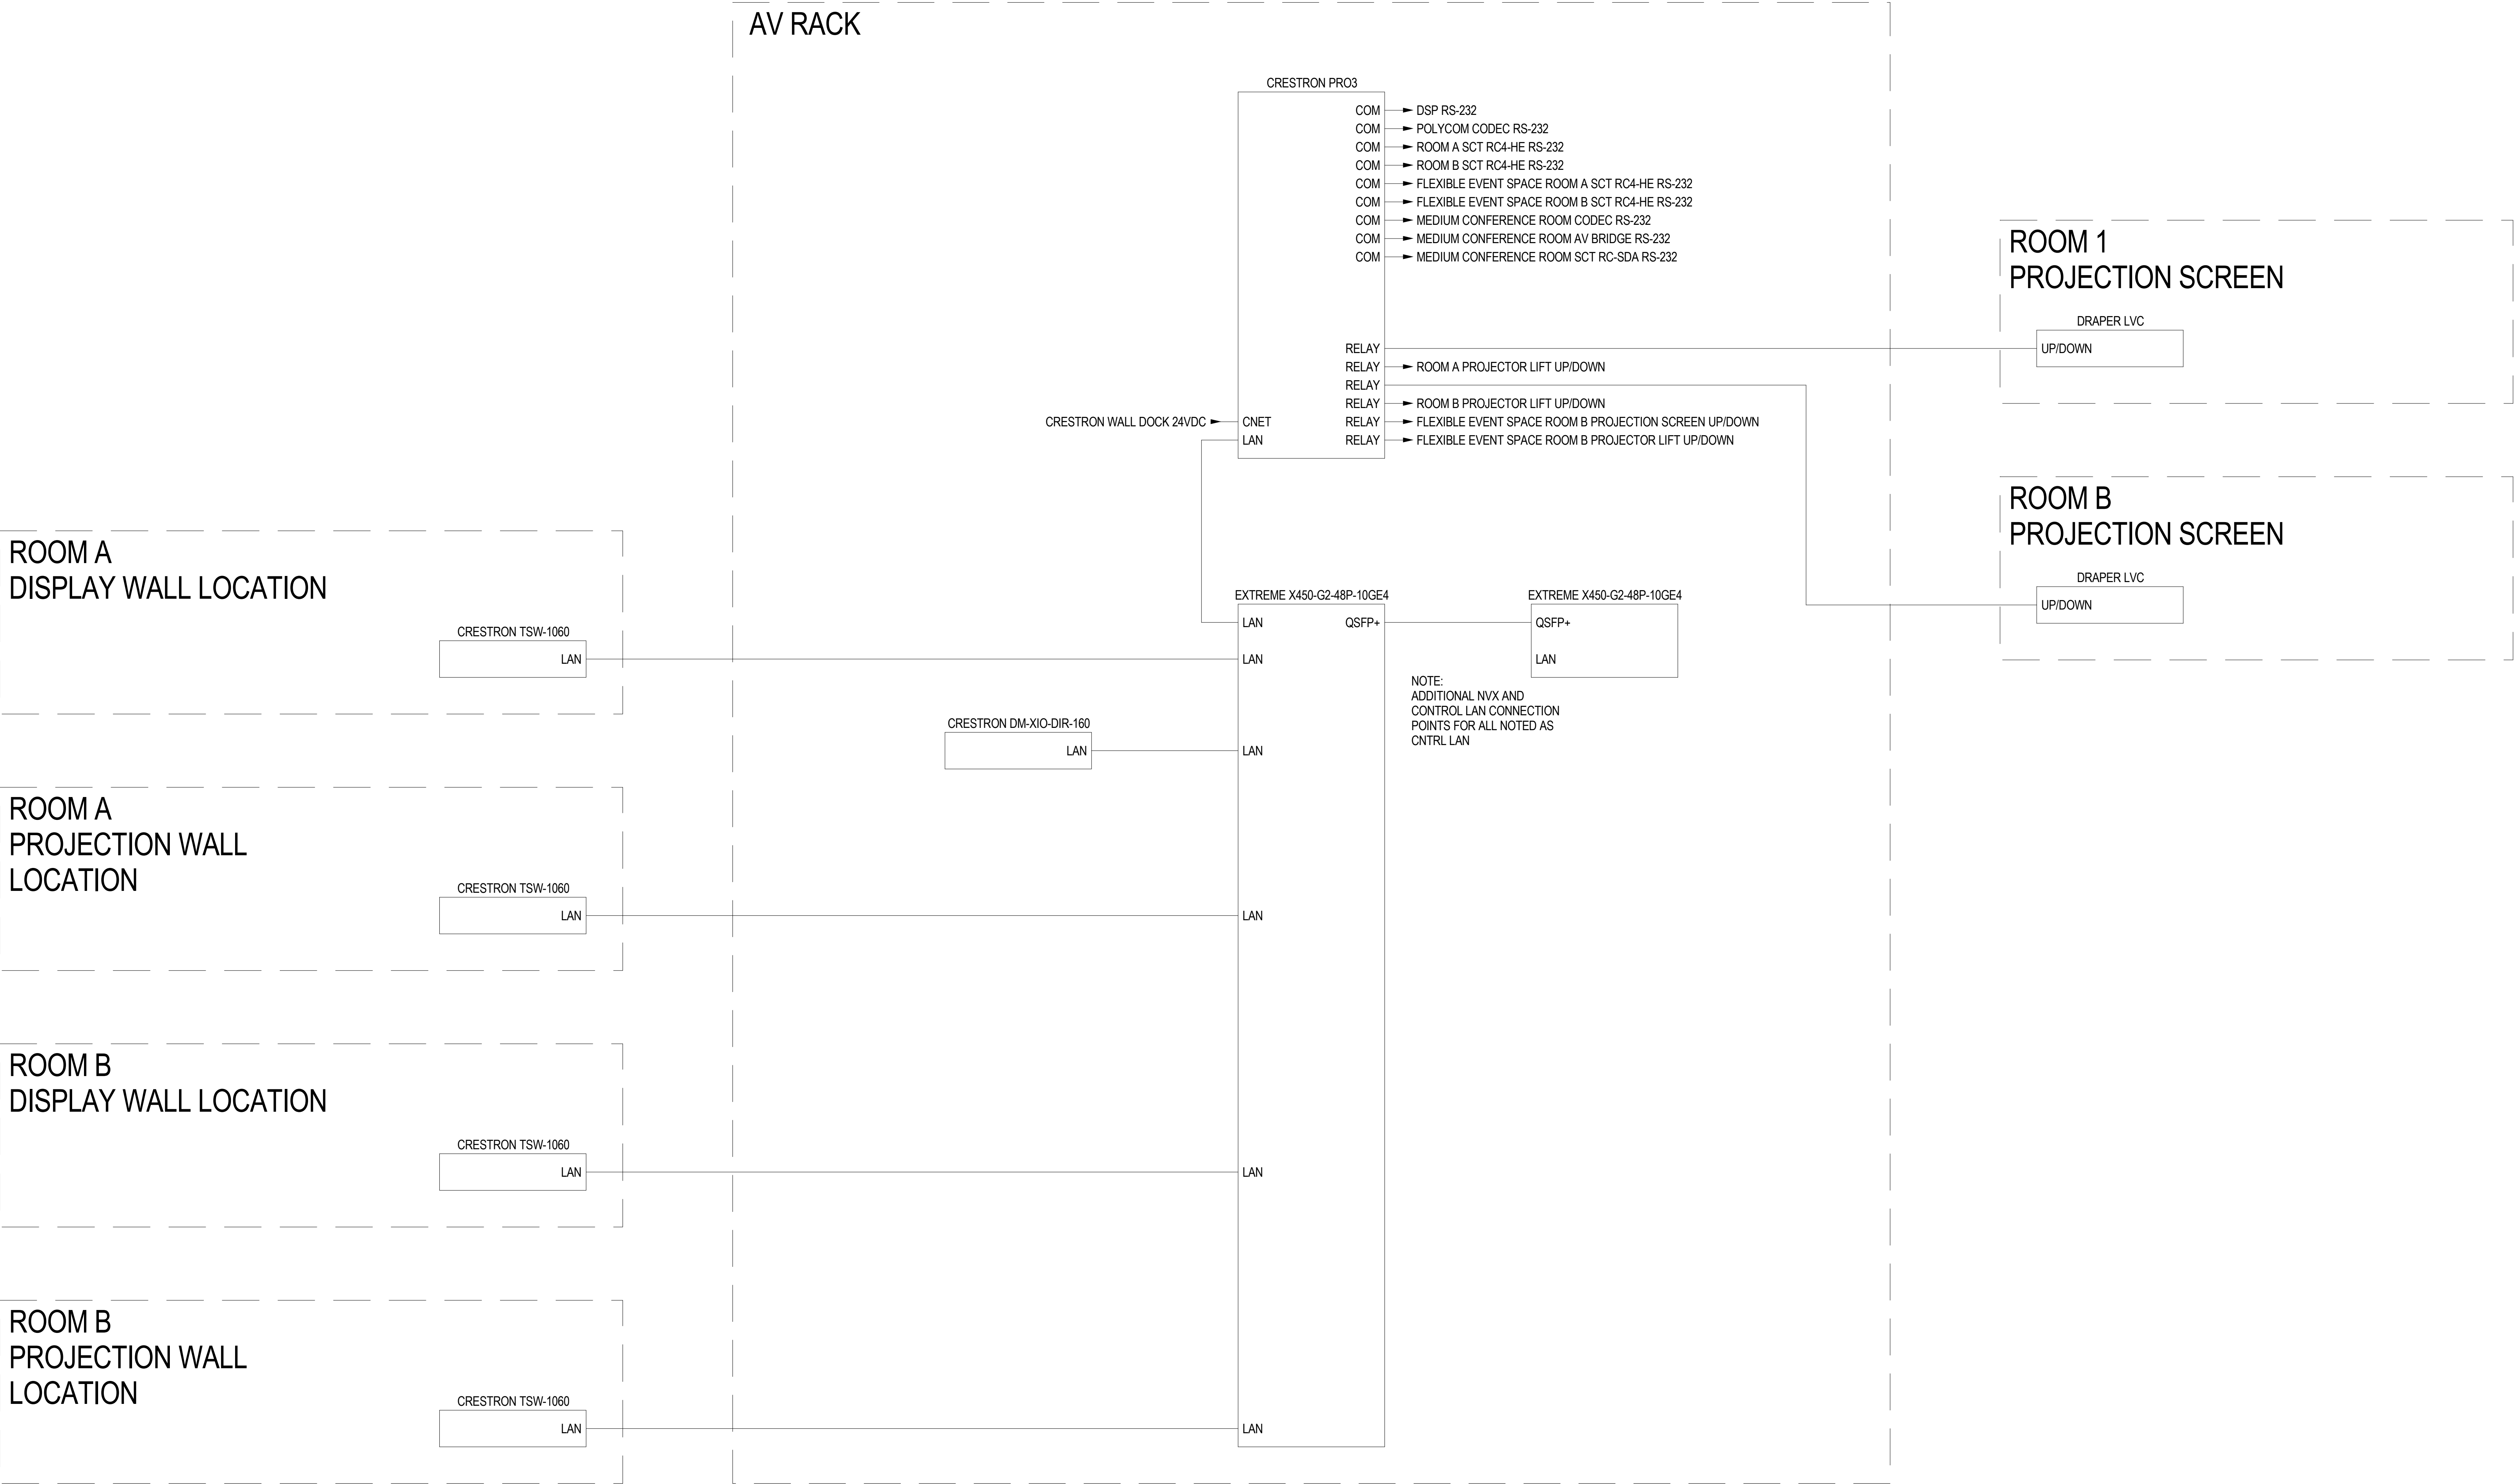 AV RACK
CRESTRON PRO3
COM
DSP RS-232
COM
POLYCOM CODEC RS-232
COM
ROOM A SCT RC4-HE RS-232
COM
ROOM B SCT RC4-HE RS-232
COM
FLEXIBLE EVENT SPACE ROOM A SCT RC4-HE RS-232
COM
FLEXIBLE EVENT SPACE ROOM B SCT RC4-HE RS-232
COM
MEDIUM CONFERENCE ROOM CODEC RS-232
COM
MEDIUM CONFERENCE ROOM AV BRIDGE RS-232
COM
MEDIUM CONFERENCE ROOM SCT RC-SDA RS-232
RELAY
RELAY
ROOM A PROJECTOR LIFT UP/DOWN
RELAY
RELAY
ROOM B PROJECTOR LIFT UP/DOWN
CRESTRON WALL DOCK 24VDC
CNET
RELAY
FLEXIBLE EVENT SPACE ROOM B PROJECTION SCREEN UP/DOWN
LAN
RELAY
FLEXIBLE EVENT SPACE ROOM B PROJECTOR LIFT UP/DOWN
ROOM 1
PROJECTION SCREEN
DRAPER LVC
UP/DOWN
ROOM B
PROJECTION SCREEN
DRAPER LVC
UP/DOWN
ROOM A
DISPLAY WALL LOCATION
CRESTRON TSW-1060
LAN
EXTREME X450-G2-48P-10GE4
LAN
QSFP+
LAN
EXTREME X450-G2-48P-10GE4
QSFP+
LAN
NOTE:
ADDITIONAL NVX AND
CONTROL LAN CONNECTION
POINTS FOR ALL NOTED AS
CNTRL LAN
CRESTRON DM-XIO-DIR-160
LAN
LAN
ROOM A
PROJECTION WALL
LOCATION
CRESTRON TSW-1060
LAN
LAN
ROOM B
DISPLAY WALL LOCATION
CRESTRON TSW-1060
LAN
LAN
ROOM B
PROJECTION WALL
LOCATION
CRESTRON TSW-1060
LAN
LAN